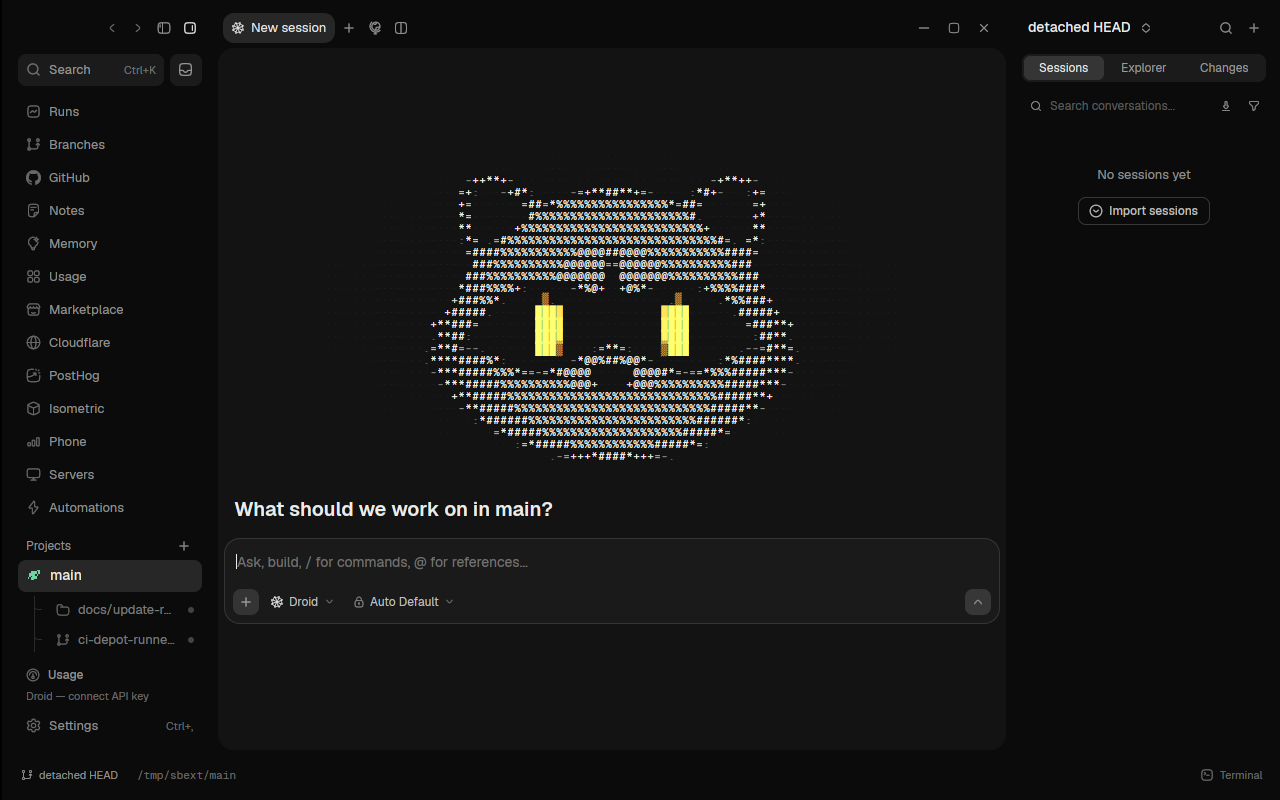 New session
detached HEAD
Search
Ctrl+K
Sessions
Explorer
Changes
Search conversations...
Runs
Branches
GitHub
Notes
Memory
Usage
Marketplace
Cloudflare
PostHog
Isometric
Phone
Servers
Automations
No sessions yet
Import sessions
What should we work on in main?
Ask, build, / for commands, @ for references...
Droid
Auto Default
Projects
main
docs/update-r...
ci-depot-runne...
Usage
Droid — connect API key
Settings
Ctrl+,
detached HEAD
/tmp/sbext/main
Terminal